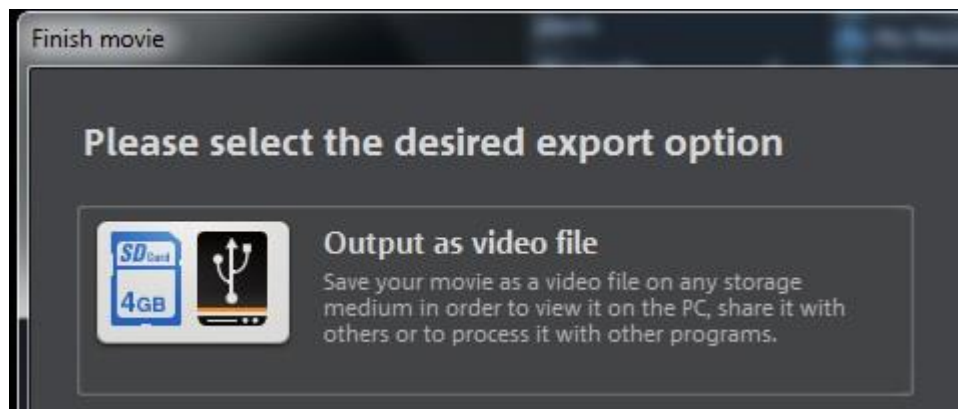 Finish movie
Please select the desired export option
SDCard
4GB
Output as video file
Save your movie as a video file on any storage
medium in order to view it on the PC, share it with
others or to process it with other programs.